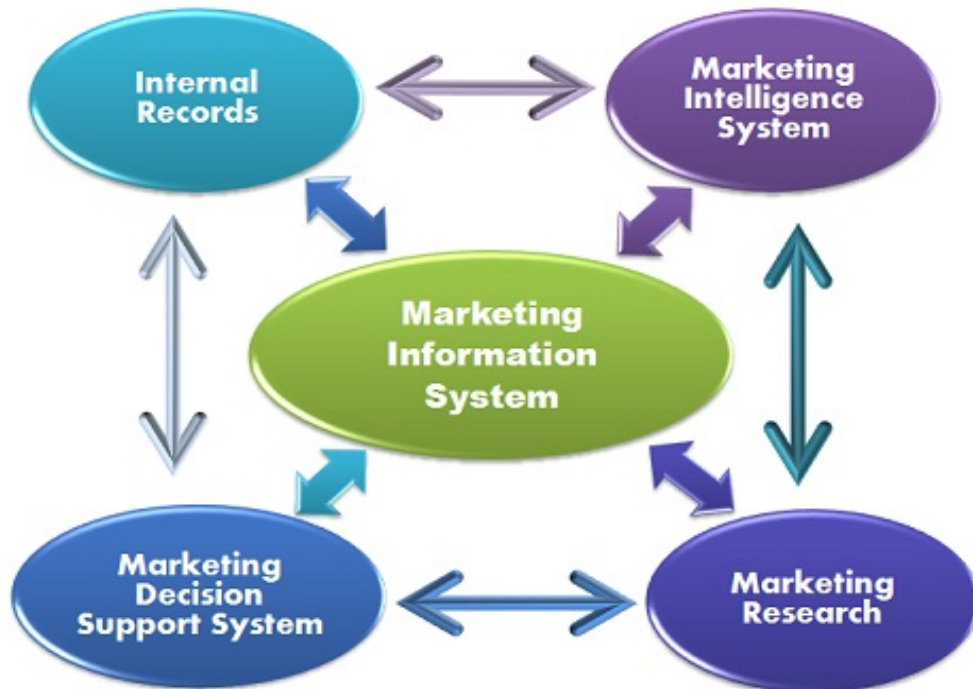 Internal
Records
Marketing
Intelligence
System
Marketing
Information
System
Marketing
Decision
Support System
Marketing
Research